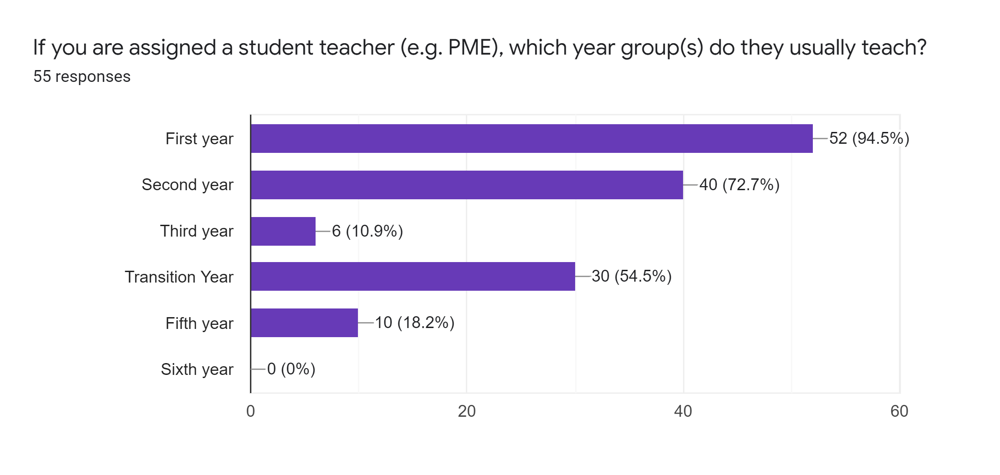 If you are assigned a student teacher (e.g. PME), which year group(s) do they usually teach?
55 responses
First year 52 (94.5%)
Second year 40 (72.7%)
Third year 6 (10.9%)
Transition Year 30 (54.5%)
Fifth year 10 (18.2%)
Sixth year 0 (0%)
0 20 40 60